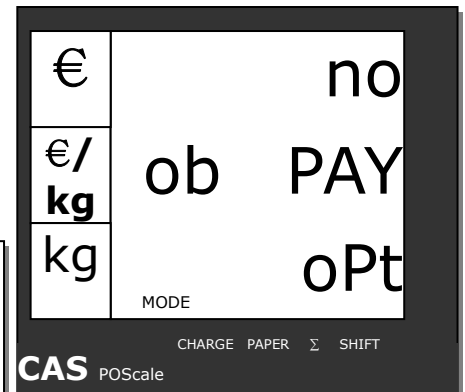 € no
€/ kg ob PAY
kg oPt
MODE
CHARGE PAPER Σ SHIFT
CAS POScale